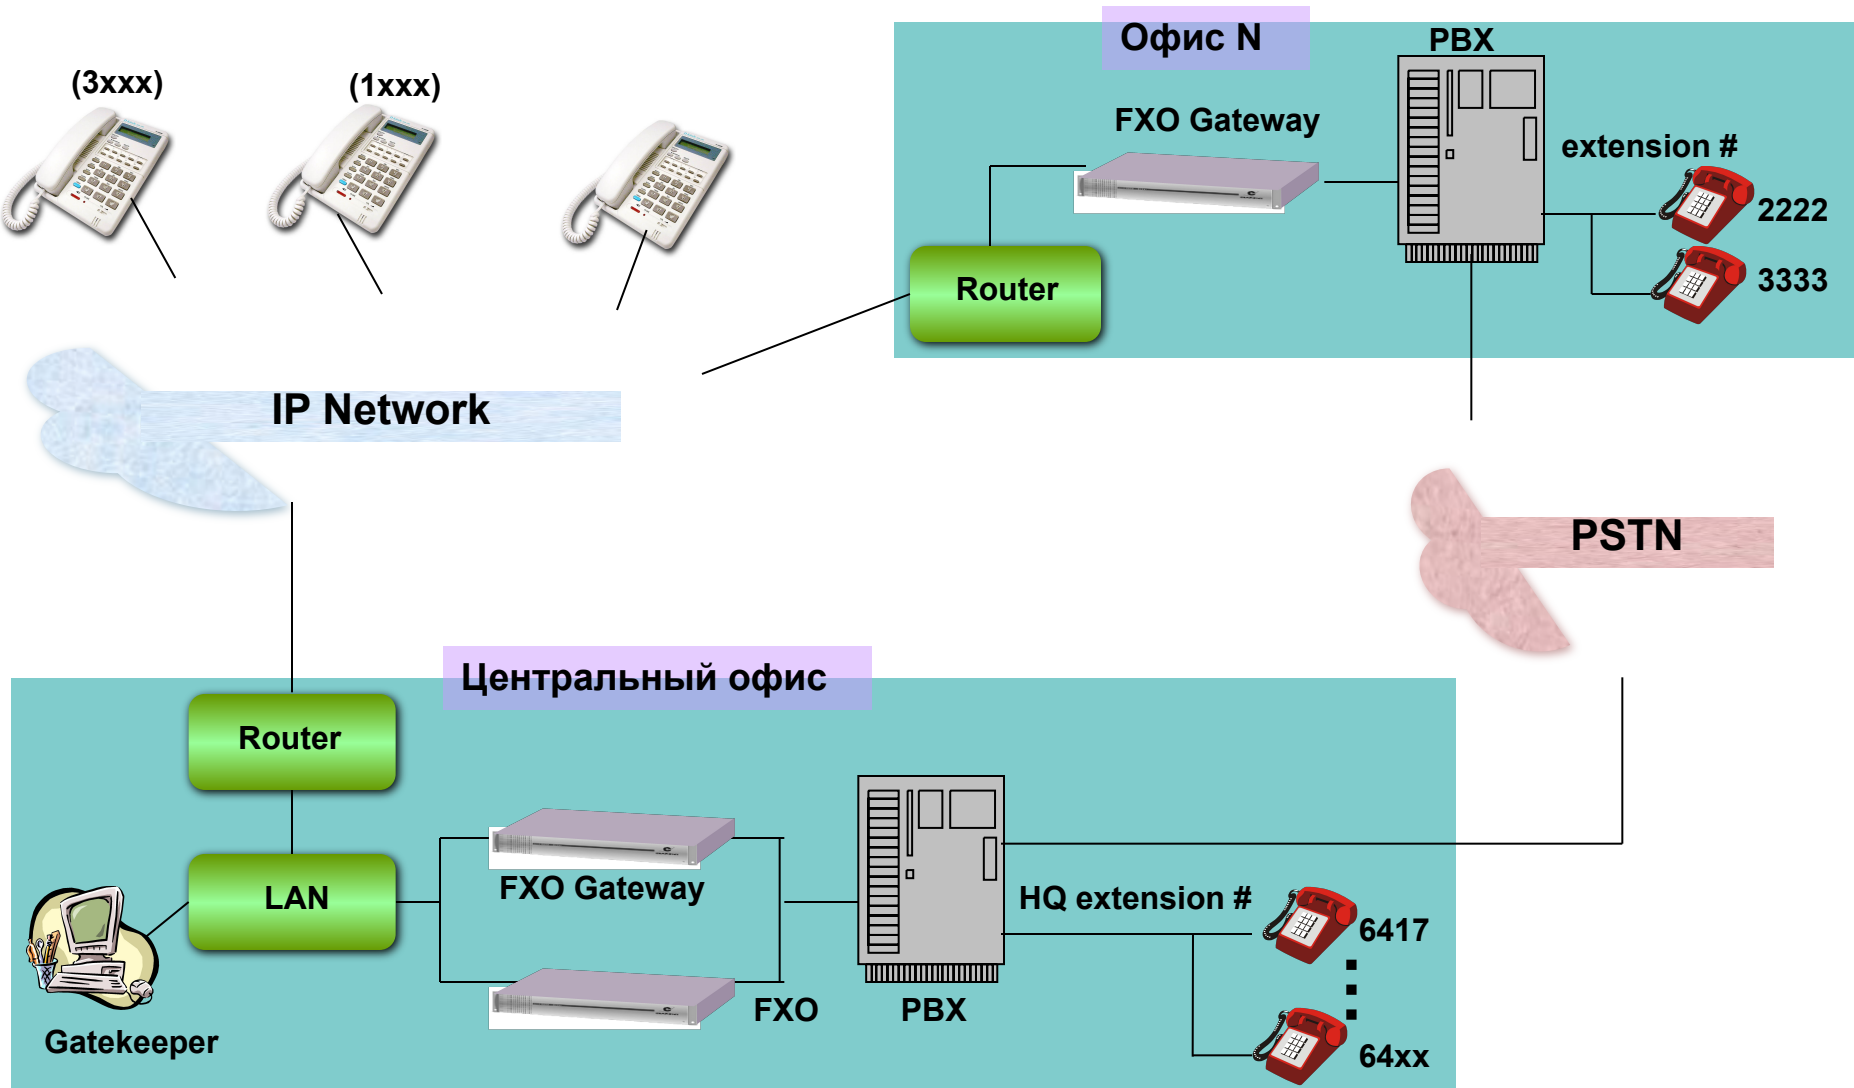 Офис N
PBX
(3xxx)
(1xxx)
FXO Gateway
extension #
2222
3333
Router
IP Network
PSTN
Центральный офис
Router
LAN
FXO Gateway
HQ extension #
6417
FXO
PBX
Gatekeeper
64xx